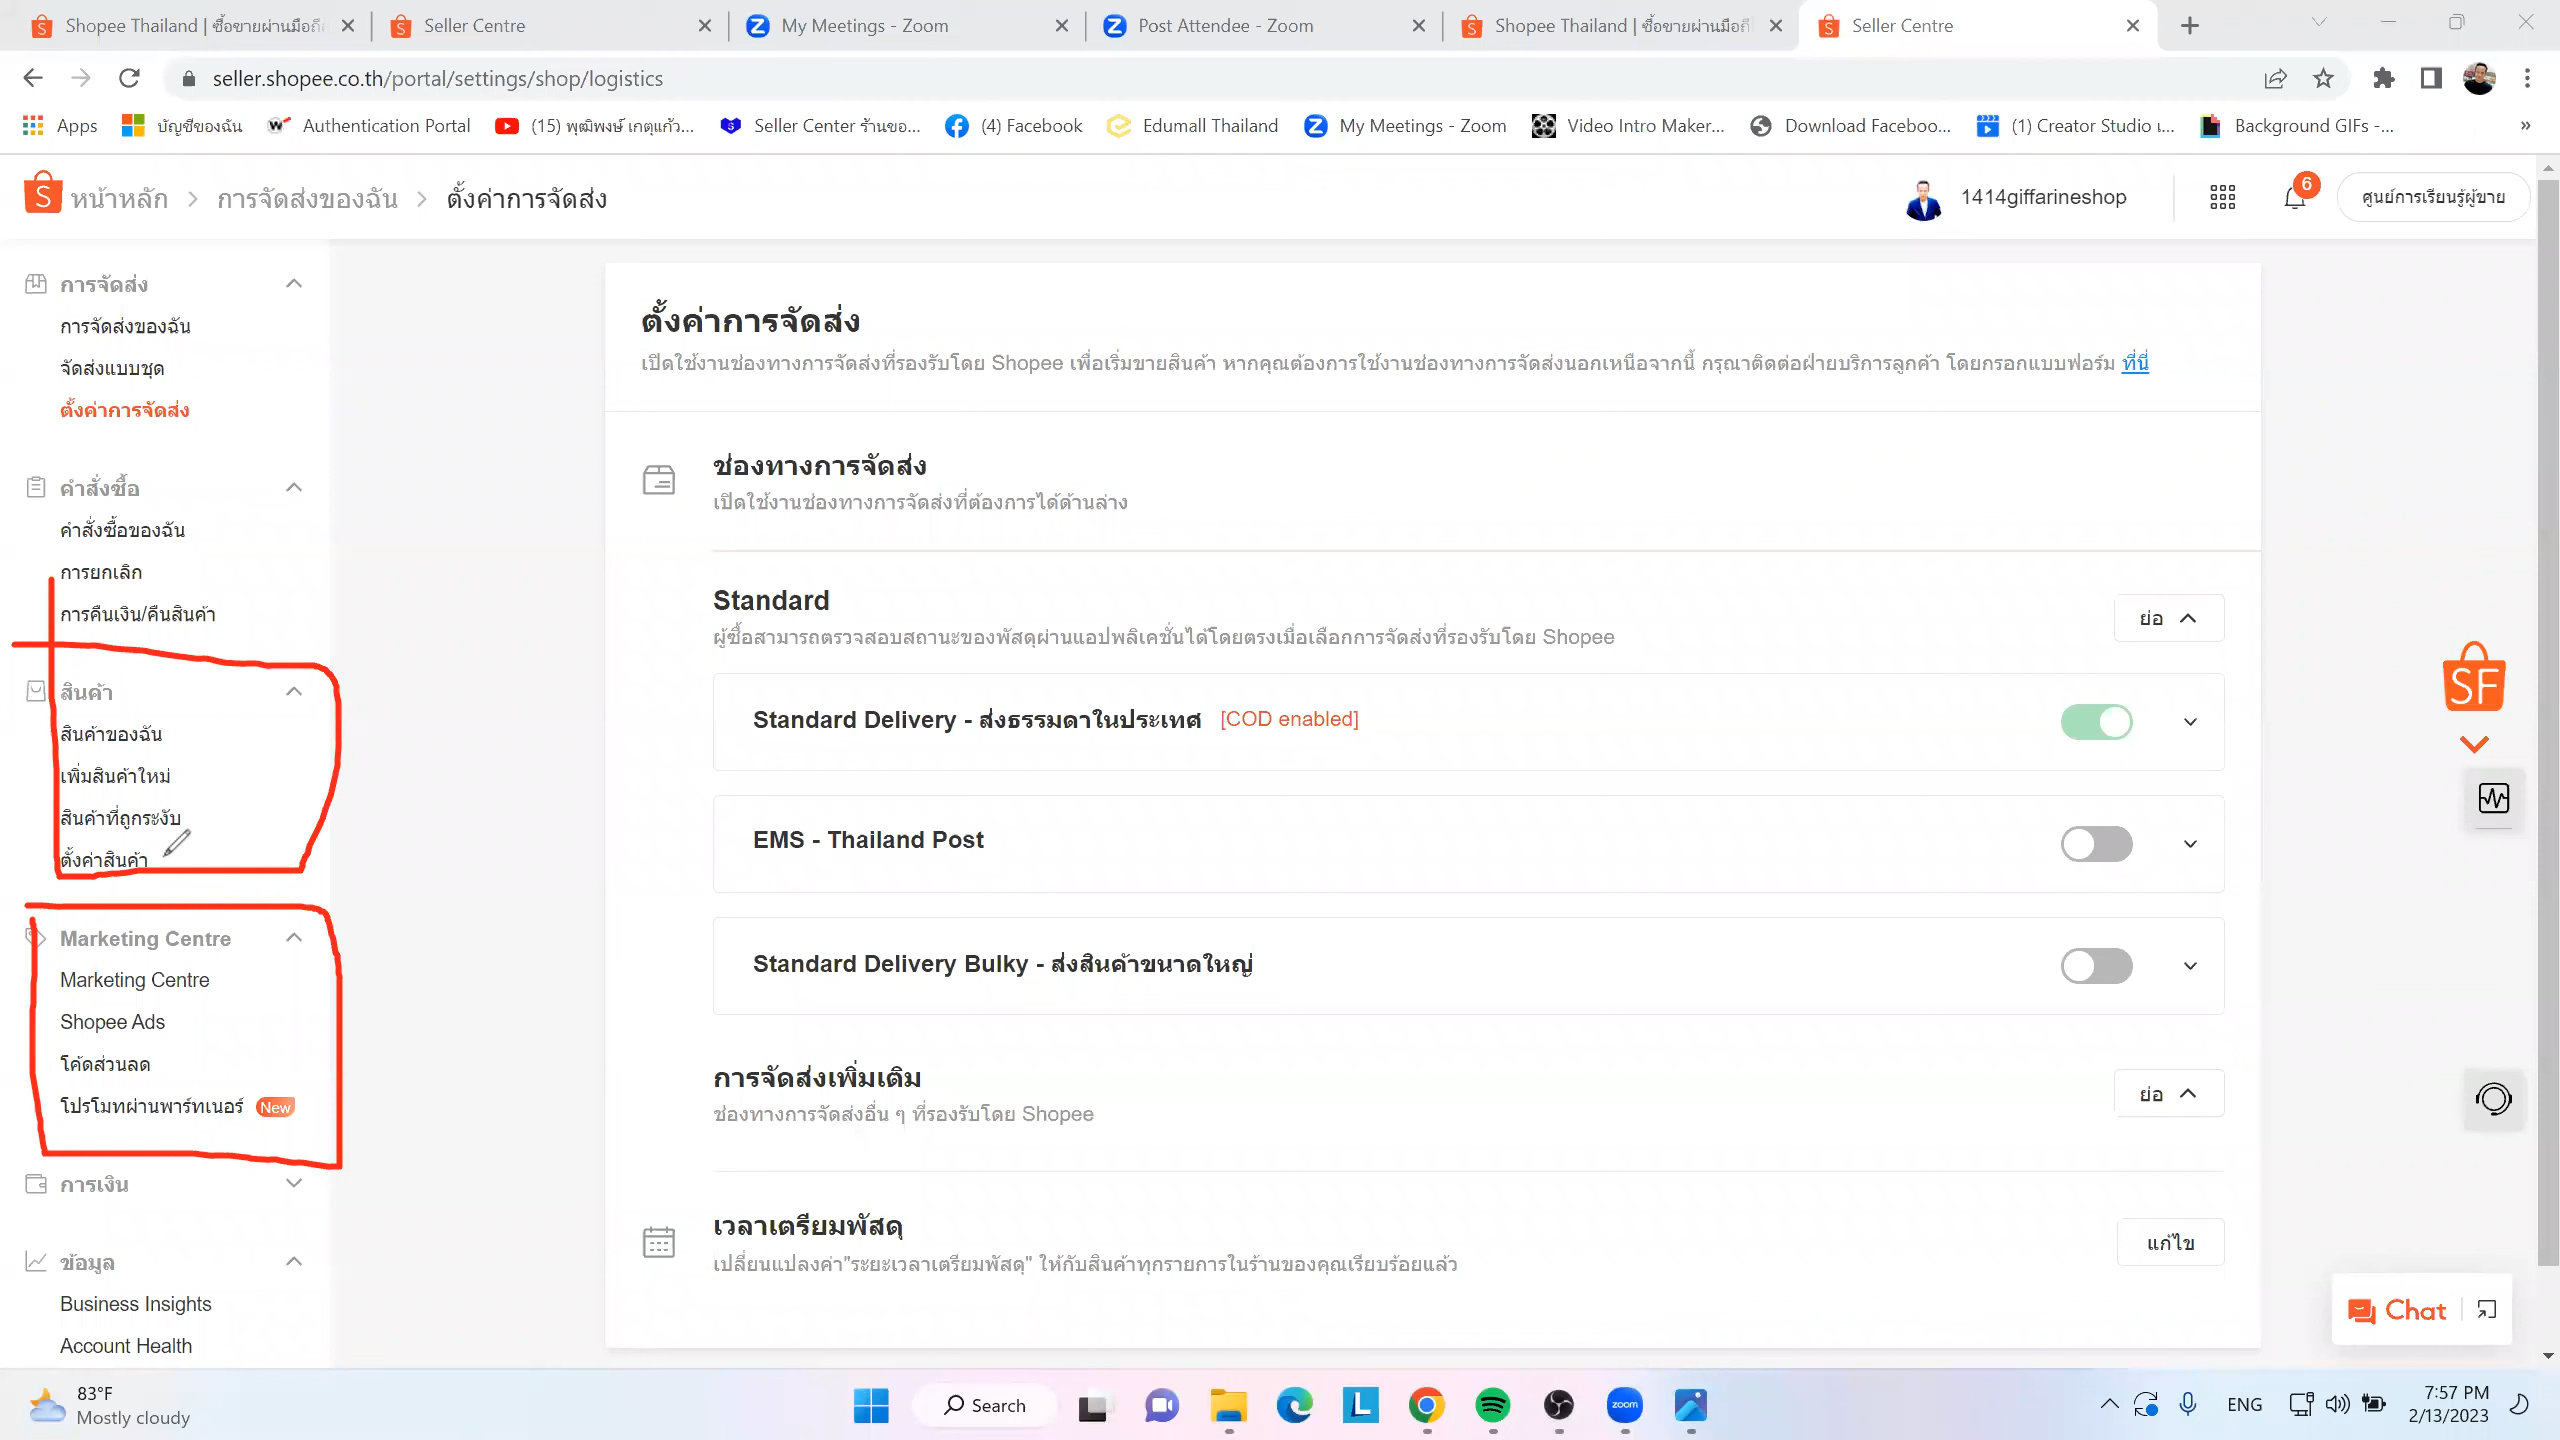 Shopee Thailand | ซื้อขายผ่านมือถื
Seller Centre
My Meetings - Zoom
Post Attendee - Zoom
Shopee Thailand | ซื้อขายผ่านมือถื
Seller Centre
seller.shopee.co.th/portal/settings/shop/logistics
Apps
บัญชีของฉัน
Authentication Portal
(15) พุฒิพงษ์ เกตุแก้ว...
Seller Center ร้านขอ...
(4) Facebook
Edumall Thailand
My Meetings - Zoom
Video Intro Maker...
Download Faceboo...
(1) Creator Studio เ...
Background GIFs -...
»
หน้าหลัก > การจัดส่งของฉัน > ตั้งค่าการจัดส่ง
1414giffarineshop
6
ศูนย์การเรียนรู้ผู้ขาย
การจัดส่ง
การจัดส่งของฉัน
จัดส่งแบบชุด
ตั้งค่าการจัดส่ง
คำสั่งซื้อ
คำสั่งซื้อของฉัน
การยกเลิก
การคืนเงิน/คืนสินค้า
สินค้า
สินค้าของฉัน
เพิ่มสินค้าใหม่
สินค้าที่ถูกระงับ
ตั้งค่าสินค้า
Marketing Centre
Marketing Centre
Shopee Ads
โค้ดส่วนลด
โปรโมทผ่านพาร์ทเนอร์ New
การเงิน
ข้อมูล
Business Insights
Account Health
ตั้งค่าการจัดส่ง
เปิดใช้งานช่องทางการจัดส่งที่รองรับโดย Shopee เพื่อเริ่มขายสินค้า หากคุณต้องการใช้งานช่องทางการจัดส่งนอกเหนือจากนี้ กรุณาติดต่อฝ่ายบริการลูกค้า โดยกรอกแบบฟอร์ม ที่นี่
ช่องทางการจัดส่ง
เปิดใช้งานช่องทางการจัดส่งที่ต้องการได้ด้านล่าง
Standard
ย่อ
ผู้ซื้อสามารถตรวจสอบสถานะของพัสดุผ่านแอปพลิเคชั่นได้โดยตรงเมื่อเลือกการจัดส่งที่รองรับโดย Shopee
Standard Delivery - ส่งธรรมดาในประเทศ [COD enabled]
EMS - Thailand Post
Standard Delivery Bulky - ส่งสินค้าขนาดใหญ่
การจัดส่งเพิ่มเติม
ย่อ
ช่องทางการจัดส่งอื่น ๆ ที่รองรับโดย Shopee
เวลาเตรียมพัสดุ
แก้ไข
เปลี่ยนแปลงค่า"ระยะเวลาเตรียมพัสดุ" ให้กับสินค้าทุกรายการในร้านของคุณเรียบร้อยแล้ว
SF
Chat
83°F
Mostly cloudy
Search
zoom
ENG
7:57 PM
2/13/2023